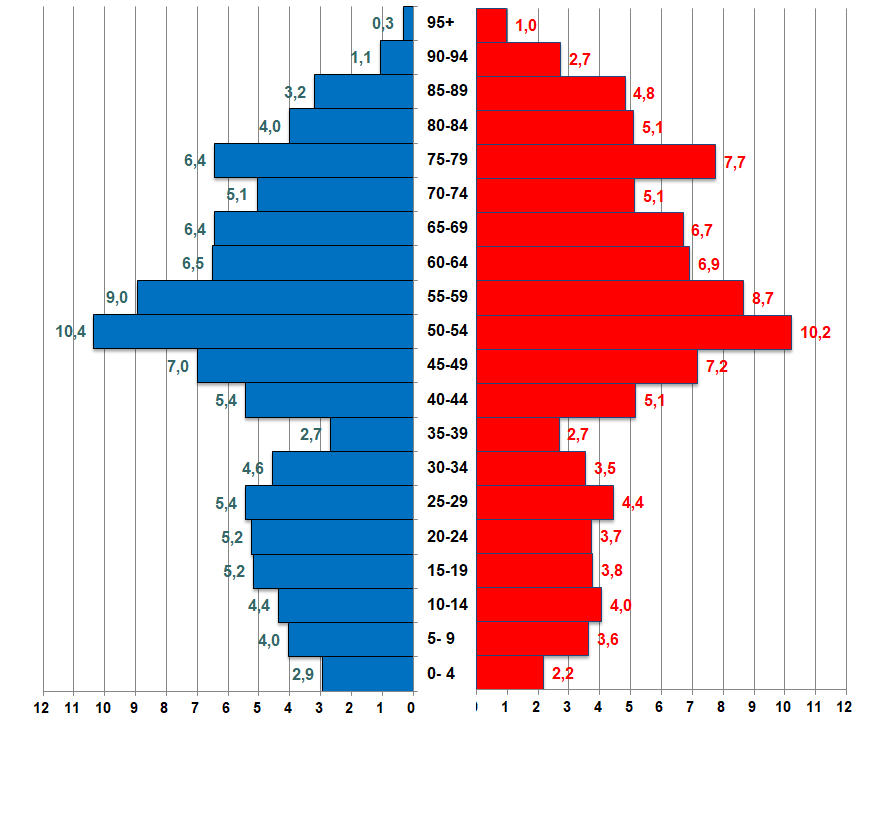 0,3 95+ 1,0
1,1 90-94 2,7
3,2 85-89 4,8
4,0 80-84 5,1
6,4 75-79 7,7
5,1 70-74 5,1
6,4 65-69 6,7
6,5 60-64 6,9
9,0 55-59 8,7
10,4 50-54 10,2
7,0 45-49 7,2
5,4 40-44 5,1
2,7 35-39 2,7
4,6 30-34 3,5
5,4 25-29 4,4
5,2 20-24 3,7
5,2 15-19 3,8
4,4 10-14 4,0
4,0 5- 9 3,6
2,9 0- 4 2,2
12 11 10 9 8 7 6 5 4 3 2 1 0 0 1 2 3 4 5 6 7 8 9 10 11 12